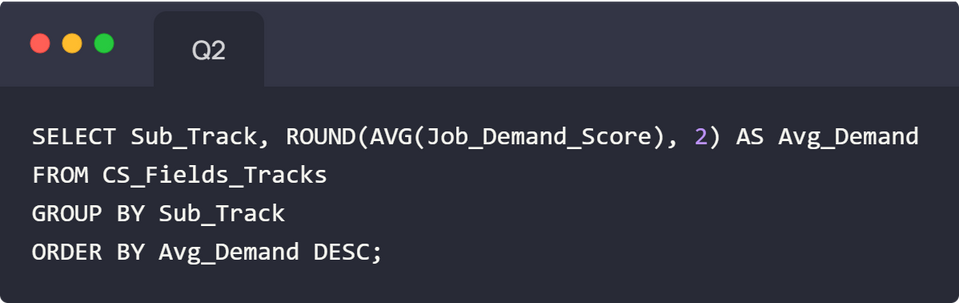 Q2
SELECT Sub_Track, ROUND(AVG(Job_Demand_Score), 2) AS Avg_Demand
FROM CS_Fields_Tracks
GROUP BY Sub_Track
ORDER BY Avg_Demand DESC;